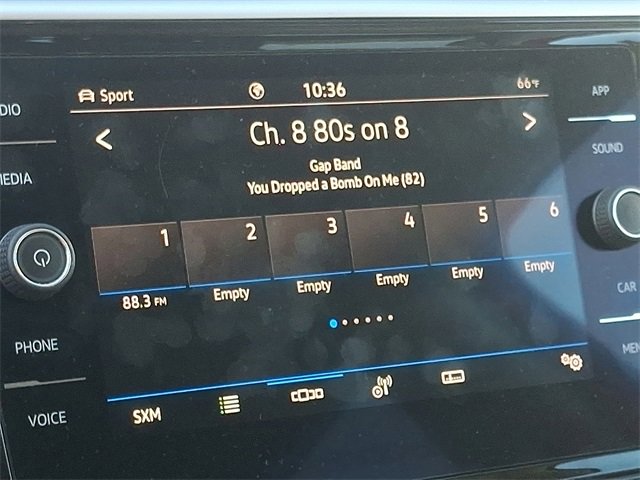 Sport 10:36 66°F
Ch. 8 80s on 8
Gap Band
You Dropped a Bomb On Me (82)
1 2 3 4 5 6
88.3 FM Empty Empty Empty Empty Empty
SXM
DIO
MEDIA
PHONE
VOICE
APP
SOUND
CAR
MEN